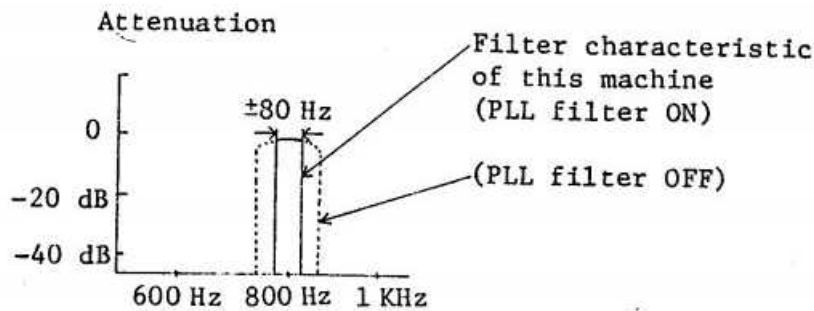 Attenuation
Filter characteristic
of this machine
(PLL filter ON)
±80 Hz
0
(PLL filter OFF)
-20 dB
-40 dB
600 Hz 800 Hz 1 KHz